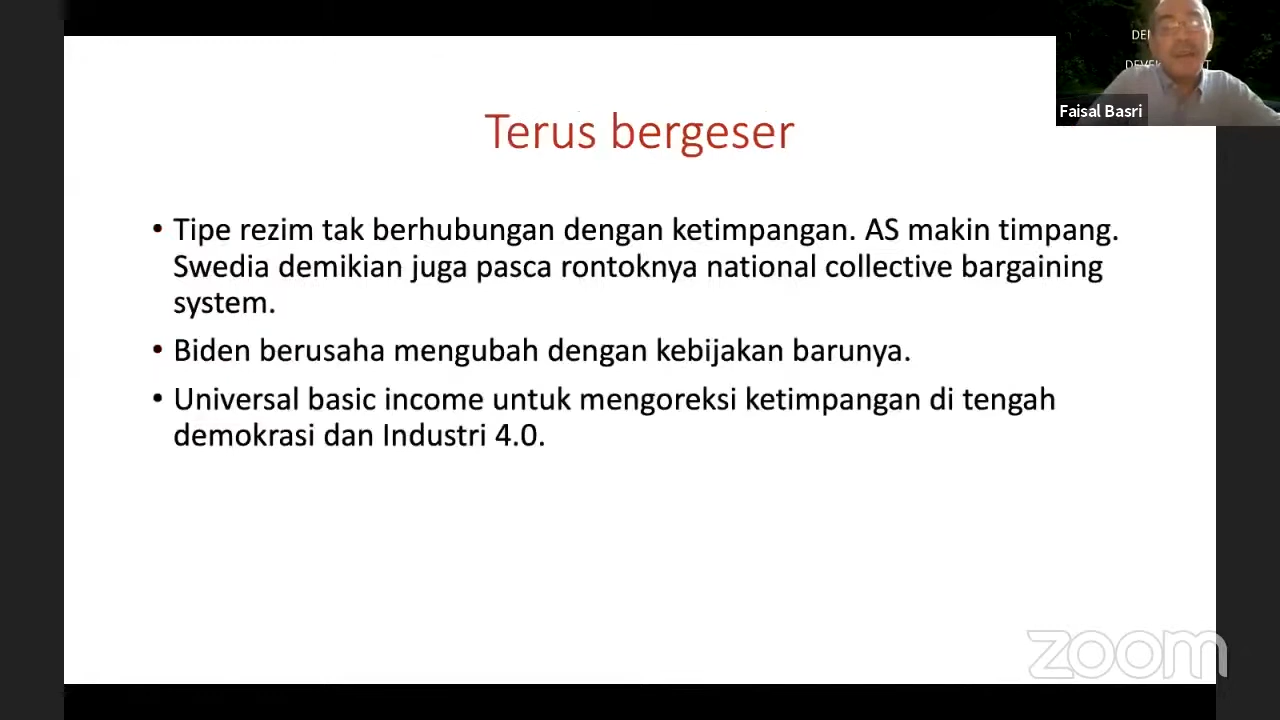 Terus bergeser
• Tipe rezim tak berhubungan dengan ketimpangan. AS makin timpang.
Swedia demikian juga pasca rontoknya national collective bargaining
system.
• Biden berusaha mengubah dengan kebijakan barunya.
• Universal basic income untuk mengoreksi ketimpangan di tengah
demokrasi dan Industri 4.0.
Faisal Basri
zoom